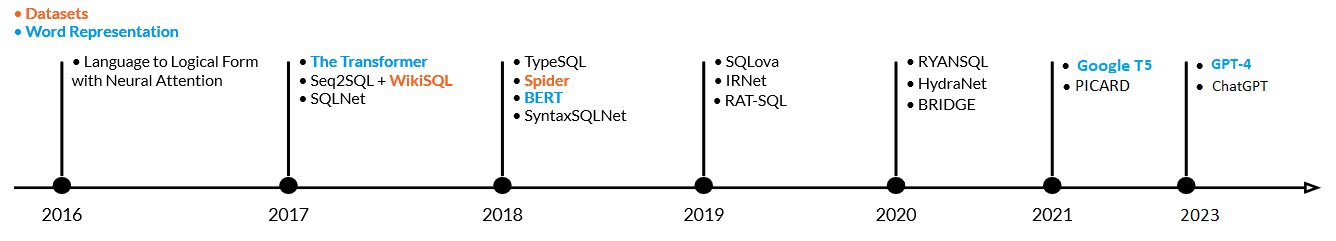 • Datasets
• Word Representation
• Language to Logical Form
with Neural Attention
• The Transformer
• Seq2SQL + WikiSQL
• SQLNet
• TypeSQL
• Spider
• BERT
• SyntaxSQLNet
• SQLova
• IRNet
• RAT-SQL
• RYANSQL
• HydraNet
• BRIDGE
• Google T5
• PICARD
• GPT-4
• ChatGPT
2016
2017
2018
2019
2020
2021
2023